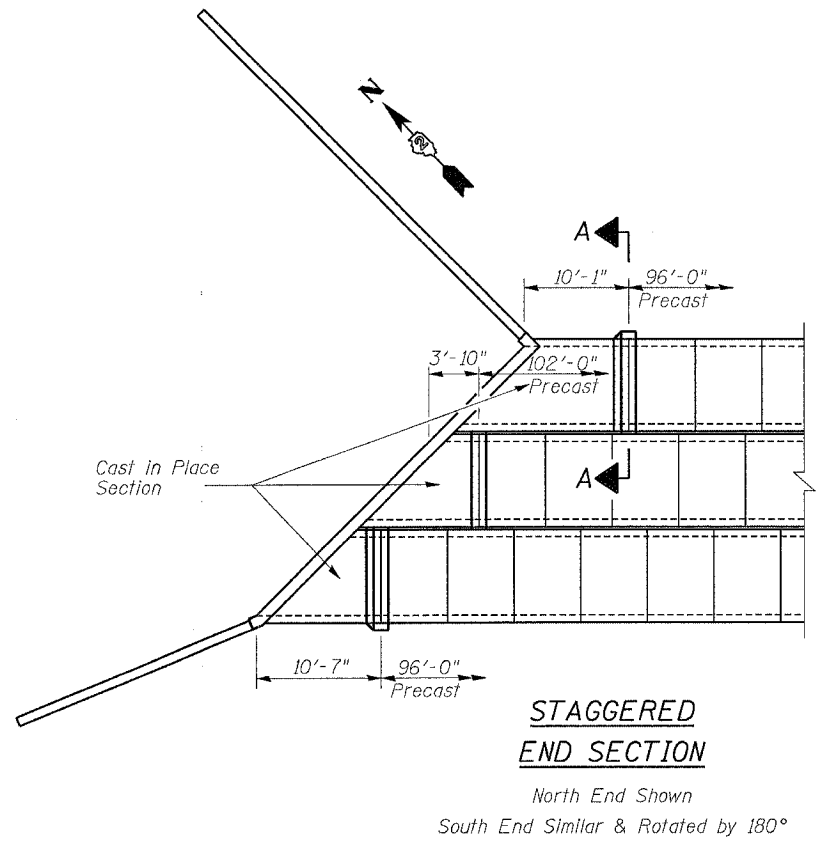 N
2
A
10'-1" 96'-0"
Precast
3'-10" 102'-0"
Precast
Cast in Place
Section
A
10'-7" 96'-0"
Precast
STAGGERED
END SECTION
North End Shown
South End Similar & Rotated by 180°